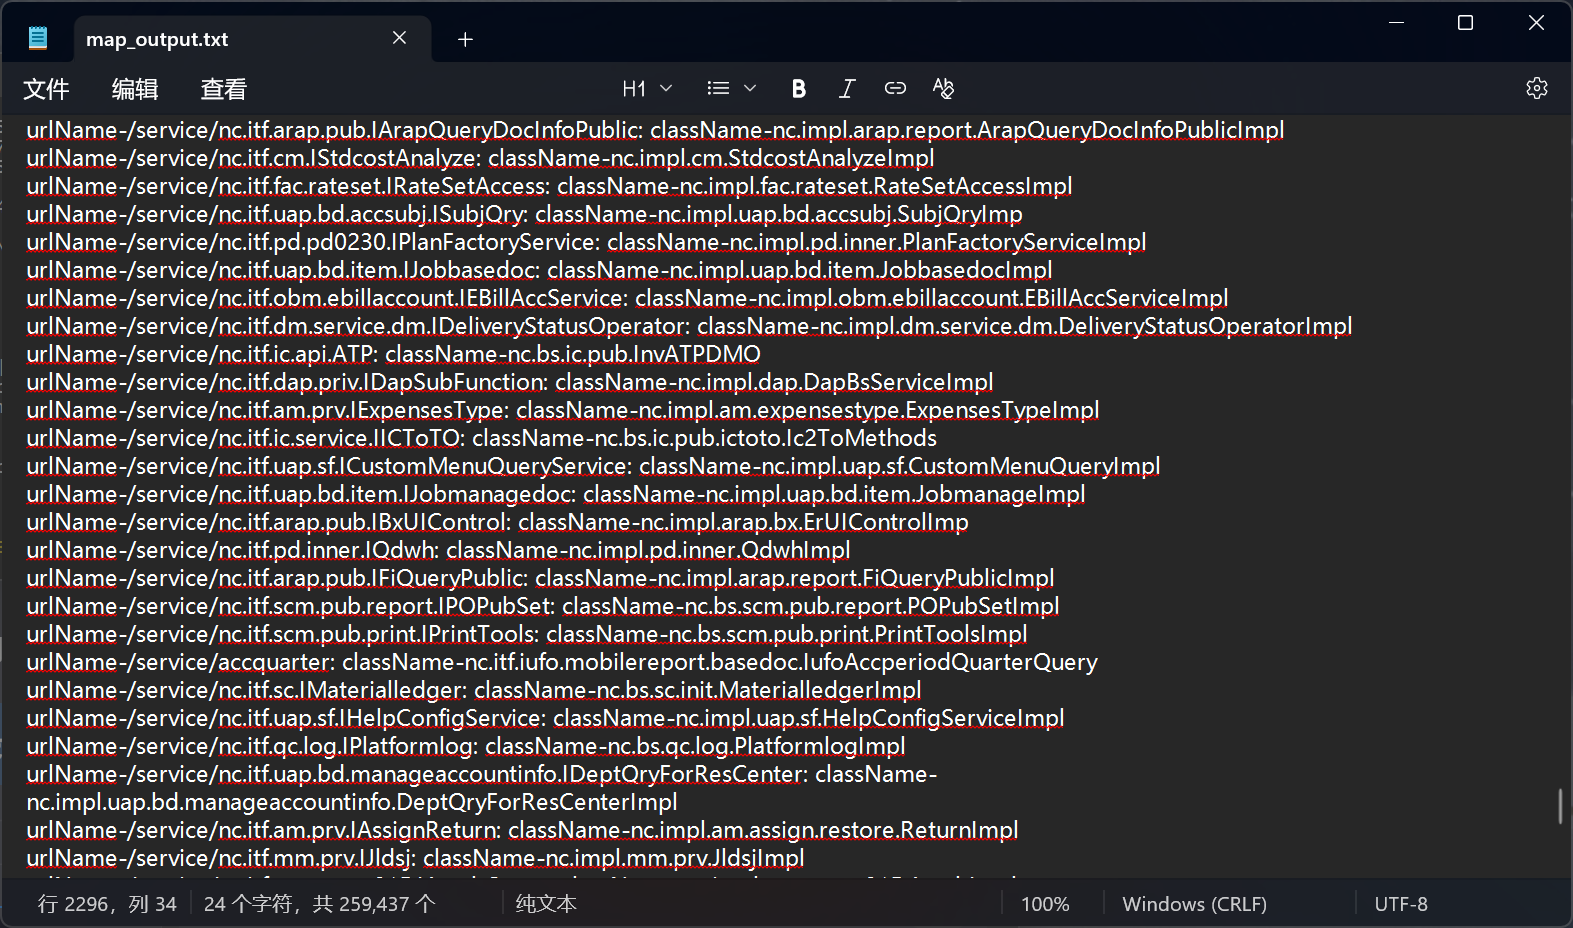 map_output.txt
文件 编辑 查看 H1 B I
urlName-/service/nc.itf.arap.pub.IArapQueryDocInfoPublic: className-nc.impl.arap.report.ArapQueryDocInfoPublicImpl
urlName-/service/nc.itf.cm.IStdcostAnalyze: className-nc.impl.cm.StdcostAnalyzeImpl
urlName-/service/nc.itf.fac.rateset.IRateSetAccess: className-nc.impl.fac.rateset.RateSetAccessImpl
urlName-/service/nc.itf.uap.bd.accsubj.ISubjQry: className-nc.impl.uap.bd.accsubj.SubjQryImp
urlName-/service/nc.itf.pd.pd0230.IPlanFactoryService: className-nc.impl.pd.inner.PlanFactoryServiceImpl
urlName-/service/nc.itf.uap.bd.item.IJobbasedoc: className-nc.impl.uap.bd.item.JobbasedocImpl
urlName-/service/nc.itf.obm.ebillaccount.IEBillAccService: className-nc.impl.obm.ebillaccount.EBillAccServiceImpl
urlName-/service/nc.itf.dm.service.dm.IDeliveryStatusOperator: className-nc.impl.dm.service.dm.DeliveryStatusOperatorImpl
urlName-/service/nc.itf.ic.api.ATP: className-nc.bs.ic.pub.InvATPDMO
urlName-/service/nc.itf.dap.priv.IDapSubFunction: className-nc.impl.dap.DapBsServiceImpl
urlName-/service/nc.itf.am.prv.IExpensesType: className-nc.impl.am.expensestype.ExpensesTypeImpl
urlName-/service/nc.itf.ic.service.IICToTO: className-nc.bs.ic.pub.ictoto.Ic2ToMethods
urlName-/service/nc.itf.uap.sf.ICustomMenuQueryService: className-nc.impl.uap.sf.CustomMenuQueryImpl
urlName-/service/nc.itf.uap.bd.item.IJobmanagedoc: className-nc.impl.uap.bd.item.JobmanageImpl
urlName-/service/nc.itf.arap.pub.IBxUIControl: className-nc.impl.arap.bx.ErUIControlImp
urlName-/service/nc.itf.pd.inner.IQdwh: className-nc.impl.pd.inner.QdwhImpl
urlName-/service/nc.itf.arap.pub.IFiQueryPublic: className-nc.impl.arap.report.FiQueryPublicImpl
urlName-/service/nc.itf.scm.pub.report.IPOPubSet: className-nc.bs.scm.pub.report.POPubSetImpl
urlName-/service/nc.itf.scm.pub.print.IPrintTools: className-nc.bs.scm.pub.print.PrintToolsImpl
urlName-/service/accquarter: className-nc.itf.iufo.mobilereport.basedoc.IufoAccperiodQuarterQuery
urlName-/service/nc.itf.sc.IMaterialledger: className-nc.bs.sc.init.MaterialledgerImpl
urlName-/service/nc.itf.uap.sf.IHelpConfigService: className-nc.impl.uap.sf.HelpConfigServiceImpl
urlName-/service/nc.itf.qc.log.IPlatformlog: className-nc.bs.qc.log.PlatformlogImpl
urlName-/service/nc.itf.uap.bd.manageaccountinfo.IDeptQryForResCenter: className-
nc.impl.uap.bd.manageaccountinfo.DeptQryForResCenterImpl
urlName-/service/nc.itf.am.prv.IAssignReturn: className-nc.impl.am.assign.restore.ReturnImpl
urlName-/service/nc.itf.mm.prv.IJldsj: className-nc.impl.mm.prv.JldsjImpl
行 2296，列 34 24 个字符，共 259,437 个 纯文本 100% Windows (CRLF) UTF-8